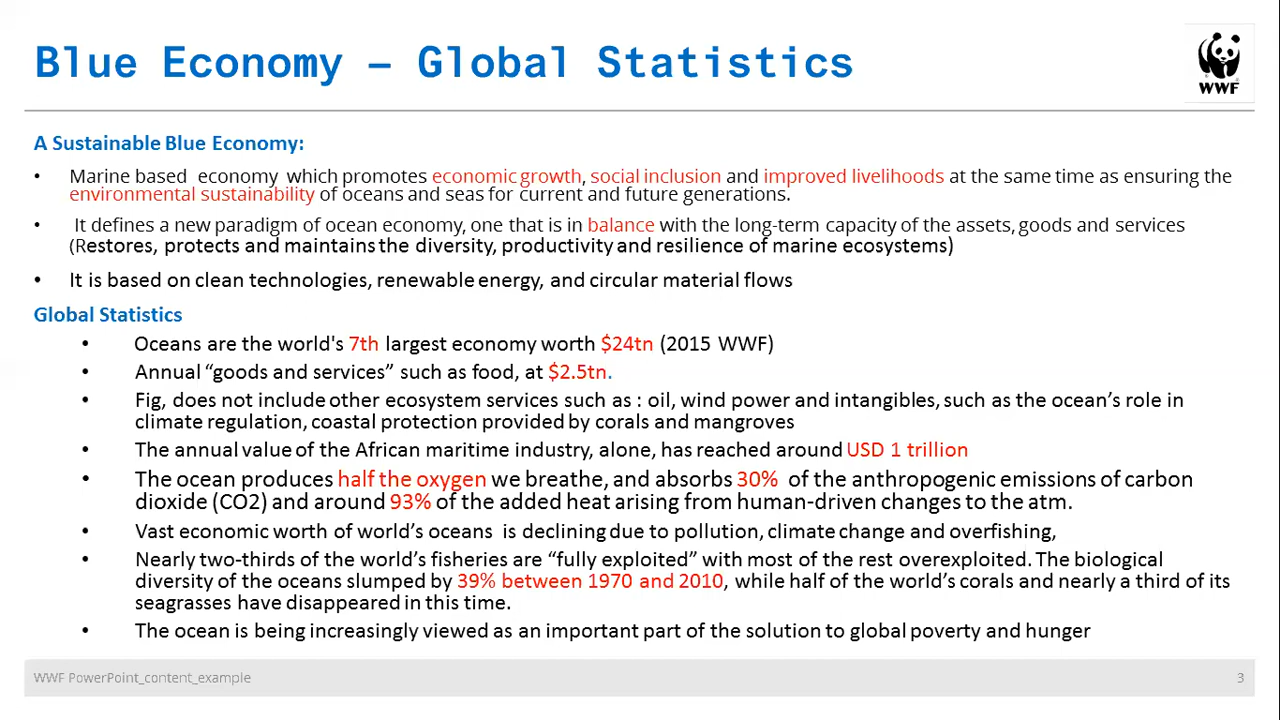 Blue Economy – Global Statistics
WWF
A Sustainable Blue Economy:
• Marine based economy which promotes economic growth, social inclusion and improved livelihoods at the same time as ensuring the
environmental sustainability of oceans and seas for current and future generations.
• It defines a new paradigm of ocean economy, one that is in balance with the long-term capacity of the assets, goods and services
(Restores, protects and maintains the diversity, productivity and resilience of marine ecosystems)
• It is based on clean technologies, renewable energy, and circular material flows
Global Statistics
• Oceans are the world's 7th largest economy worth $24tn (2015 WWF)
• Annual “goods and services” such as food, at $2.5tn.
• Fig, does not include other ecosystem services such as : oil, wind power and intangibles, such as the ocean’s role in
climate regulation, coastal protection provided by corals and mangroves
• The annual value of the African maritime industry, alone, has reached around USD 1 trillion
• The ocean produces half the oxygen we breathe, and absorbs 30% of the anthropogenic emissions of carbon
dioxide (CO2) and around 93% of the added heat arising from human-driven changes to the atm.
• Vast economic worth of world’s oceans is declining due to pollution, climate change and overfishing,
• Nearly two-thirds of the world’s fisheries are “fully exploited” with most of the rest overexploited. The biological
diversity of the oceans slumped by 39% between 1970 and 2010, while half of the world’s corals and nearly a third of its
seagrasses have disappeared in this time.
• The ocean is being increasingly viewed as an important part of the solution to global poverty and hunger
WWF PowerPoint_content_example
3